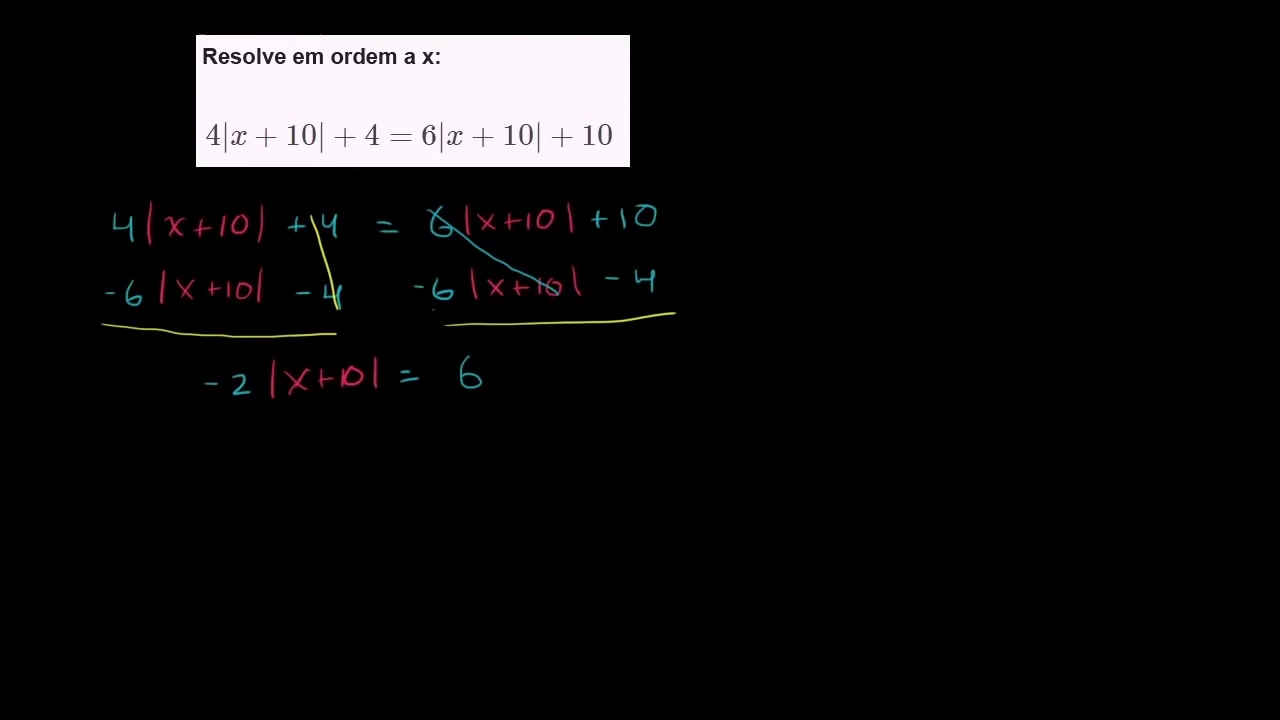 Resolve em ordem a x:
4|x + 10| + 4 = 6|x + 10| + 10
4|x+10| +4 = 6|x+10| +10
-6|x+10| -4 -6|x+10| -4
-2|x+10| = 6